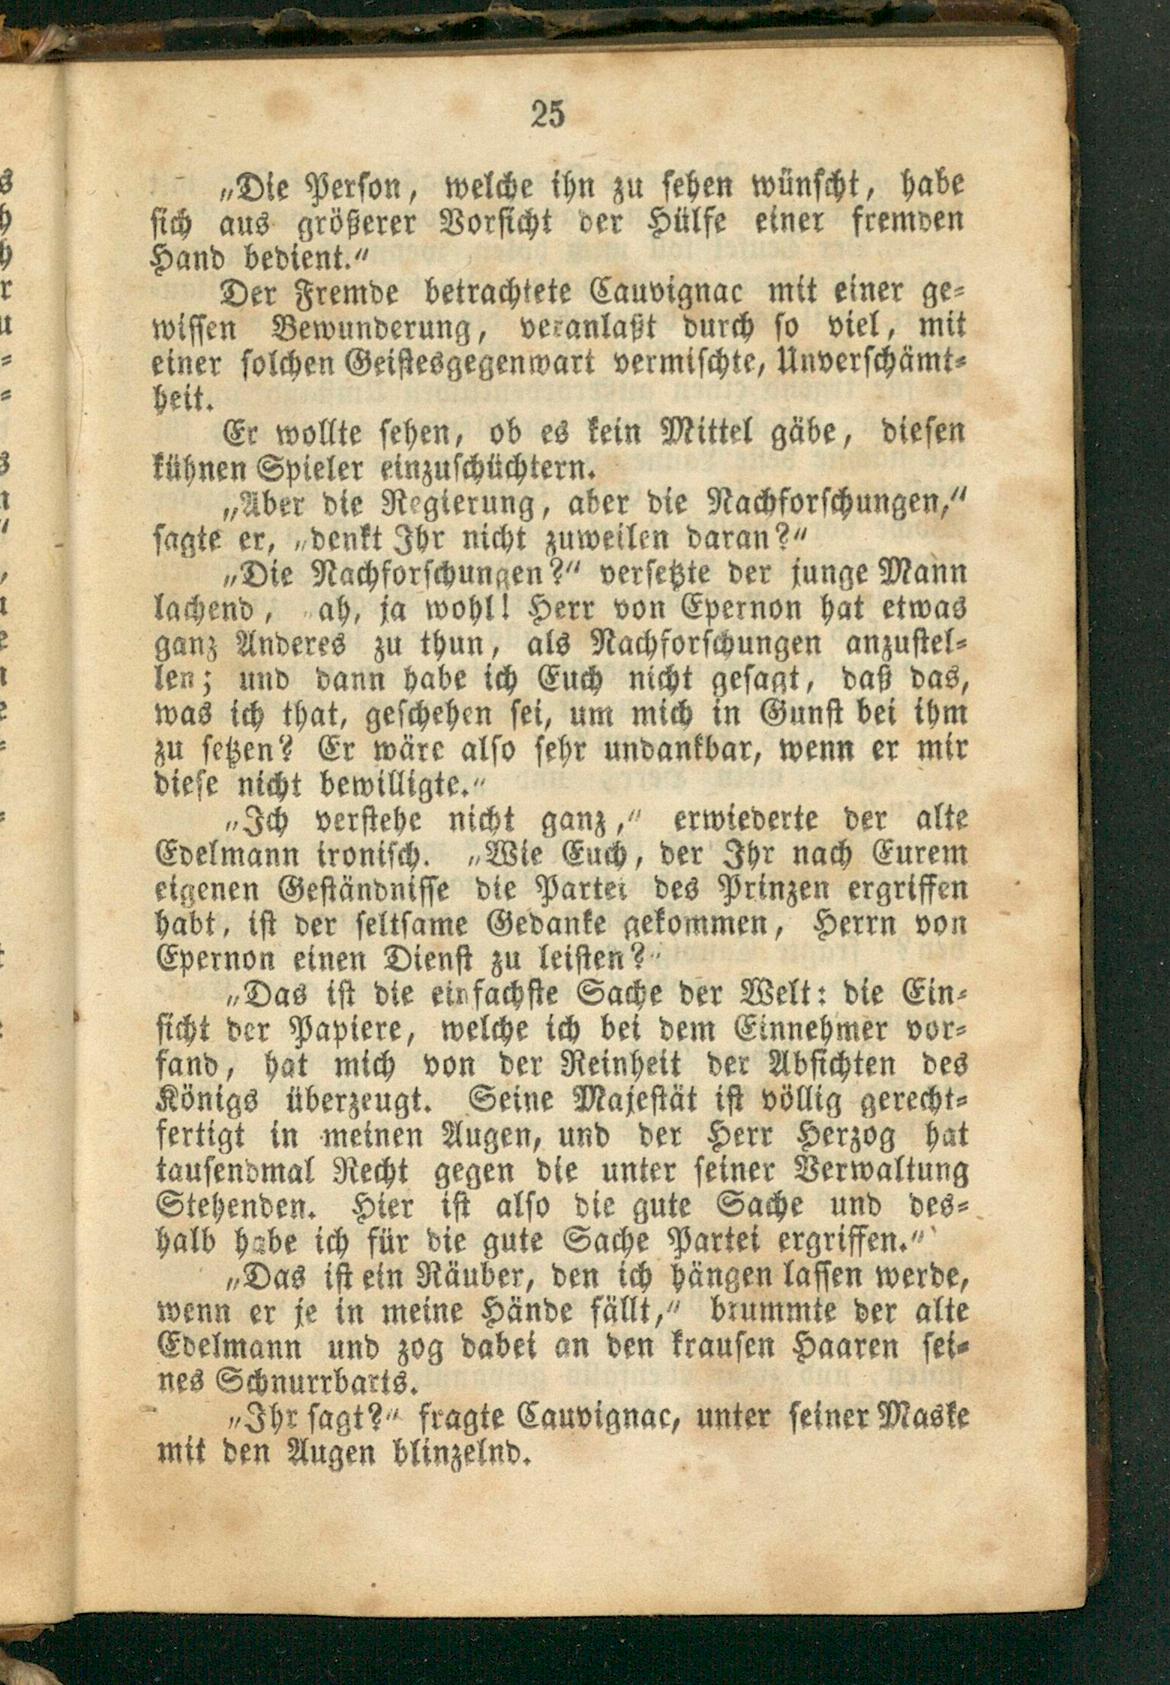 25
„Die Person, welche ihn zu sehen wünscht, habe
sich aus größerer Vorsicht der Hülfe einer fremden
Hand bedient.“
Der Fremde betrachtete Cauvignac mit einer ge-
wissen Bewunderung, veranlaßt durch so viel, mit
einer solchen Geistesgegenwart vermischte, Unverschämt-
heit.
Er wollte sehen, ob es kein Mittel gäbe, diesen
kühnen Spieler einzuschüchtern.
„Aber die Regierung, aber die Nachforschungen,“
sagte er, „denkt Ihr nicht zuweilen daran?“
„Die Nachforschungen?“ versetzte der junge Mann
lachend, „ah, ja wohl! Herr von Epernon hat etwas
ganz Anderes zu thun, als Nachforschungen anzustel-
len; und dann habe ich Euch nicht gesagt, daß das,
was ich that, geschehen sei, um mich in Gunst bei ihm
zu setzen? Er wäre also sehr undankbar, wenn er mir
diese nicht bewilligte.“
„Ich verstehe nicht ganz,“ erwiederte der alte
Edelmann ironisch. „Wie Euch, der Ihr nach Eurem
eigenen Geständnisse die Partei des Prinzen ergriffen
habt, ist der seltsame Gedanke gekommen, Herrn von
Epernon einen Dienst zu leisten?“
„Das ist die einfachste Sache der Welt: die Ein-
sicht der Papiere, welche ich bei dem Einnehmer vor-
fand, hat mich von der Reinheit der Absichten des
Königs überzeugt. Seine Majestät ist völlig gerecht-
fertigt in meinen Augen, und der Herr Herzog hat
tausendmal Recht gegen die unter seiner Verwaltung
Stehenden. Hier ist also die gute Sache und des-
halb habe ich für die gute Sache Partei ergriffen.“
„Das ist ein Räuber, den ich hängen lassen werde,
wenn er je in meine Hände fällt,“ brummte der alte
Edelmann und zog dabei an den krausen Haaren sei-
nes Schnurrbarts.
„Ihr sagt?“ fragte Cauvignac, unter seiner Maske
mit den Augen blinzelnd.